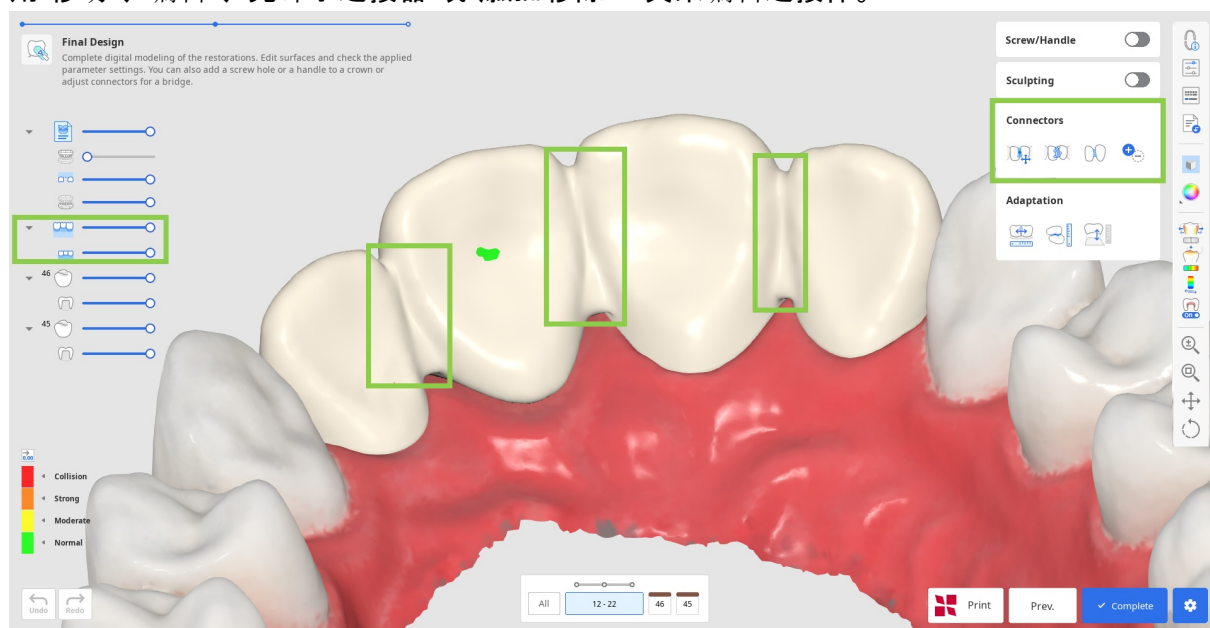 Final Design
Complete digital modeling of the restorations. Edit surfaces and check the applied
parameter settings. You can also add a screw hole or a handle to a crown or
adjust connectors for a bridge.
Screw/Handle
Sculpting
Connectors
Adaptation
46
45
0.00
Collision
Strong
Moderate
Normal
Undo
Redo
All
12 - 22
46
45
Print
Prev.
Complete